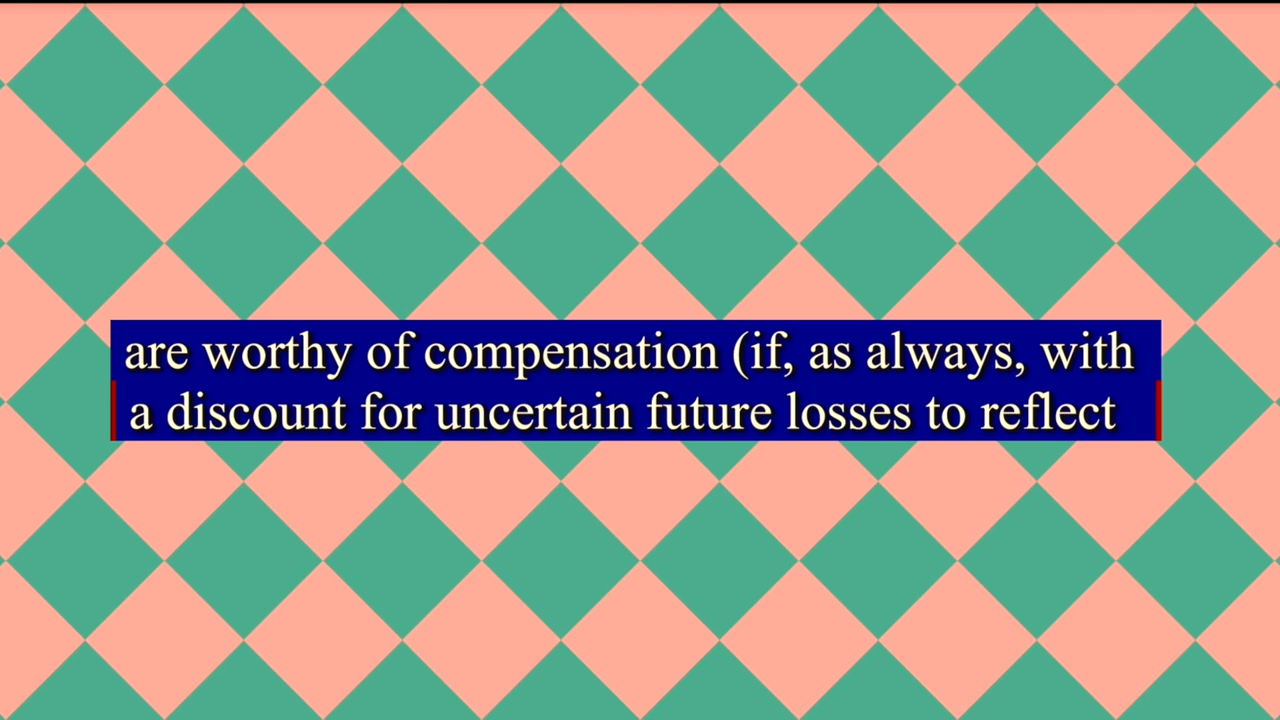 are worthy of compensation (if, as always, with
a discount for uncertain future losses to reflect